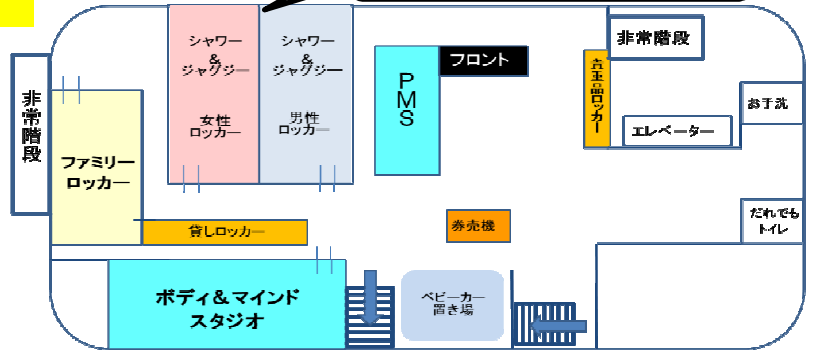 シャワー
&
ジャグジー
女性
ロッカー
シャワー
&
ジャグジー
男性
ロッカー
PMS
フロント
貴重品ロッカー
非常階段
エレベーター
お手洗
だれでも
トイレ
非常階段
ファミリー
ロッカー
貸しロッカー
券売機
ボディ&マインド
スタジオ
ベビーカー
置き場